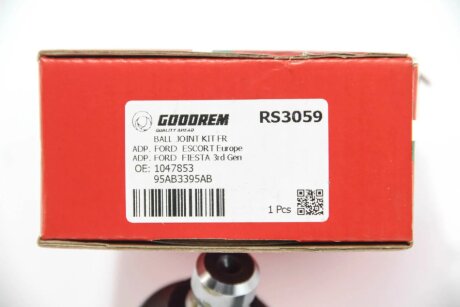 GOODREM
QUALITY AHEAD
RS3059
BALL JOINT KIT FR
ADP. FORD ESCORT Europe
ADP. FORD FIESTA 3rd Gen
OE: 1047853
95AB3395AB
1 Pcs